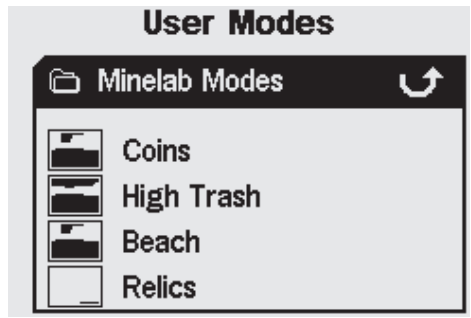 User Modes
Minelab Modes
Coins
High Trash
Beach
Relics